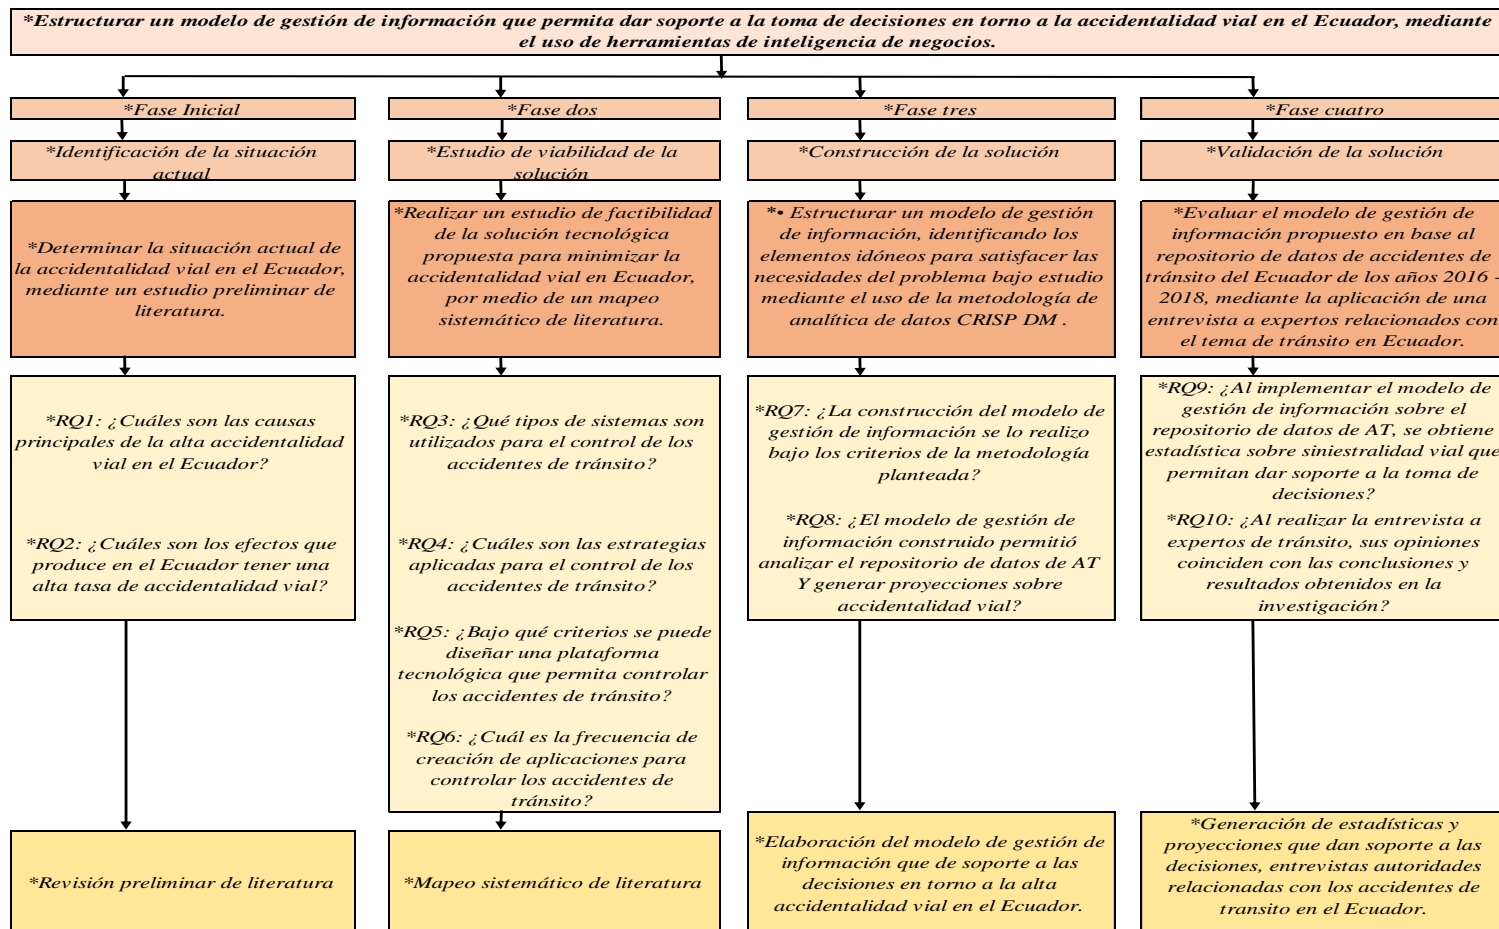 *Estructurar un modelo de gestión de información que permita dar soporte a la toma de decisiones en torno a la accidentalidad vial en el Ecuador, mediante
el uso de herramientas de inteligencia de negocios.
*Fase Inicial
*Identificación de la situación
actual
*Determinar la situación actual de
la accidentalidad vial en el Ecuador,
mediante un estudio preliminar de
literatura.
*RQ1: ¿Cuáles son las causas
principales de la alta accidentalidad
vial en el Ecuador?
*RQ2: ¿Cuáles son los efectos que
produce en el Ecuador tener una
alta tasa de accidentalidad vial?
*Revisión preliminar de literatura
*Fase dos
*Estudio de viabilidad de la
solución
*Realizar un estudio de factibilidad
de la solución tecnológica
propuesta para minimizar la
accidentalidad vial en Ecuador,
por medio de un mapeo
sistemático de literatura.
*RQ3: ¿Qué tipos de sistemas son
utilizados para el control de los
accidentes de tránsito?
*RQ4: ¿Cuáles son las estrategias
aplicadas para el control de los
accidentes de tránsito?
*RQ5: ¿Bajo qué criterios se puede
diseñar una plataforma
tecnológica que permita controlar
los accidentes de tránsito?
*RQ6: ¿Cuál es la frecuencia de
creación de aplicaciones para
controlar los accidentes de
tránsito?
*Mapeo sistemático de literatura
*Fase tres
*Construcción de la solución
*• Estructurar un modelo de gestión
de información, identificando los
elementos idóneos para satisfacer las
necesidades del problema bajo estudio
mediante el uso de la metodología de
analítica de datos CRISP DM .
*RQ7: ¿La construcción del modelo de
gestión de información se lo realizo
bajo los criterios de la metodología
planteada?
*RQ8: ¿El modelo de gestión de
información construido permitió
analizar el repositorio de datos de AT
Y generar proyecciones sobre
accidentalidad vial?
*Elaboración del modelo de gestión de
información que de soporte a las
decisiones en torno a la alta
accidentalidad vial en el Ecuador.
*Fase cuatro
*Validación de la solución
*Evaluar el modelo de gestión de
información propuesto en base al
repositorio de datos de accidentes de
tránsito del Ecuador de los años 2016 -
2018, mediante la aplicación de una
entrevista a expertos relacionados con
el tema de tránsito en Ecuador.
*RQ9: ¿Al implementar el modelo de
gestión de información sobre el
repositorio de datos de AT, se obtiene
estadística sobre siniestralidad vial que
permitan dar soporte a la toma de
decisiones?
*RQ10: ¿Al realizar la entrevista a
expertos de tránsito, sus opiniones
coinciden con las conclusiones y
resultados obtenidos en la
investigación?
*Generación de estadísticas y
proyecciones que dan soporte a las
decisiones, entrevistas autoridades
relacionadas con los accidentes de
transito en el Ecuador.